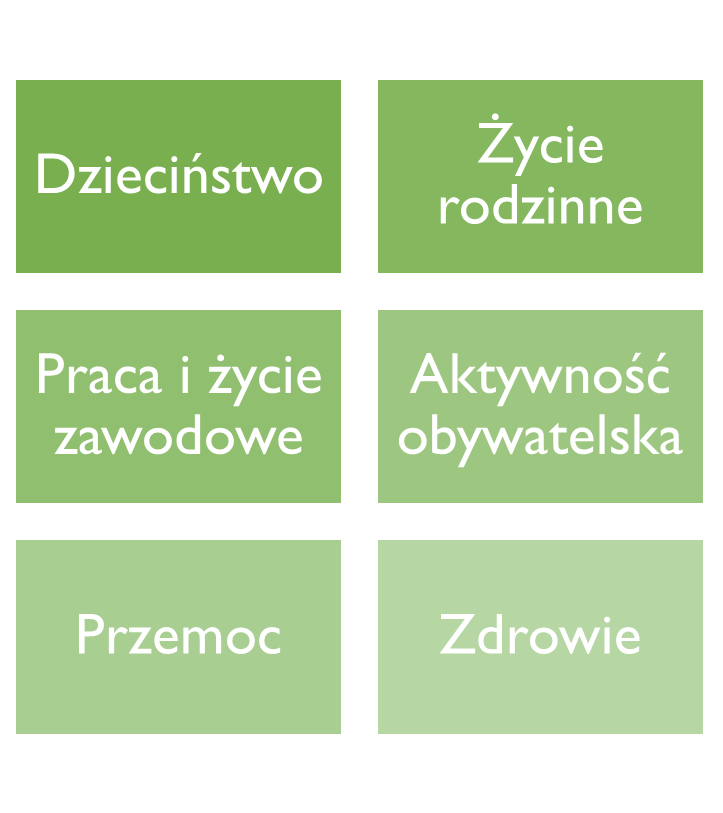 Dzieciństwo
Życie
rodzinne
Praca i życie
zawodowe
Aktywność
obywatelska
Przemoc
Zdrowie